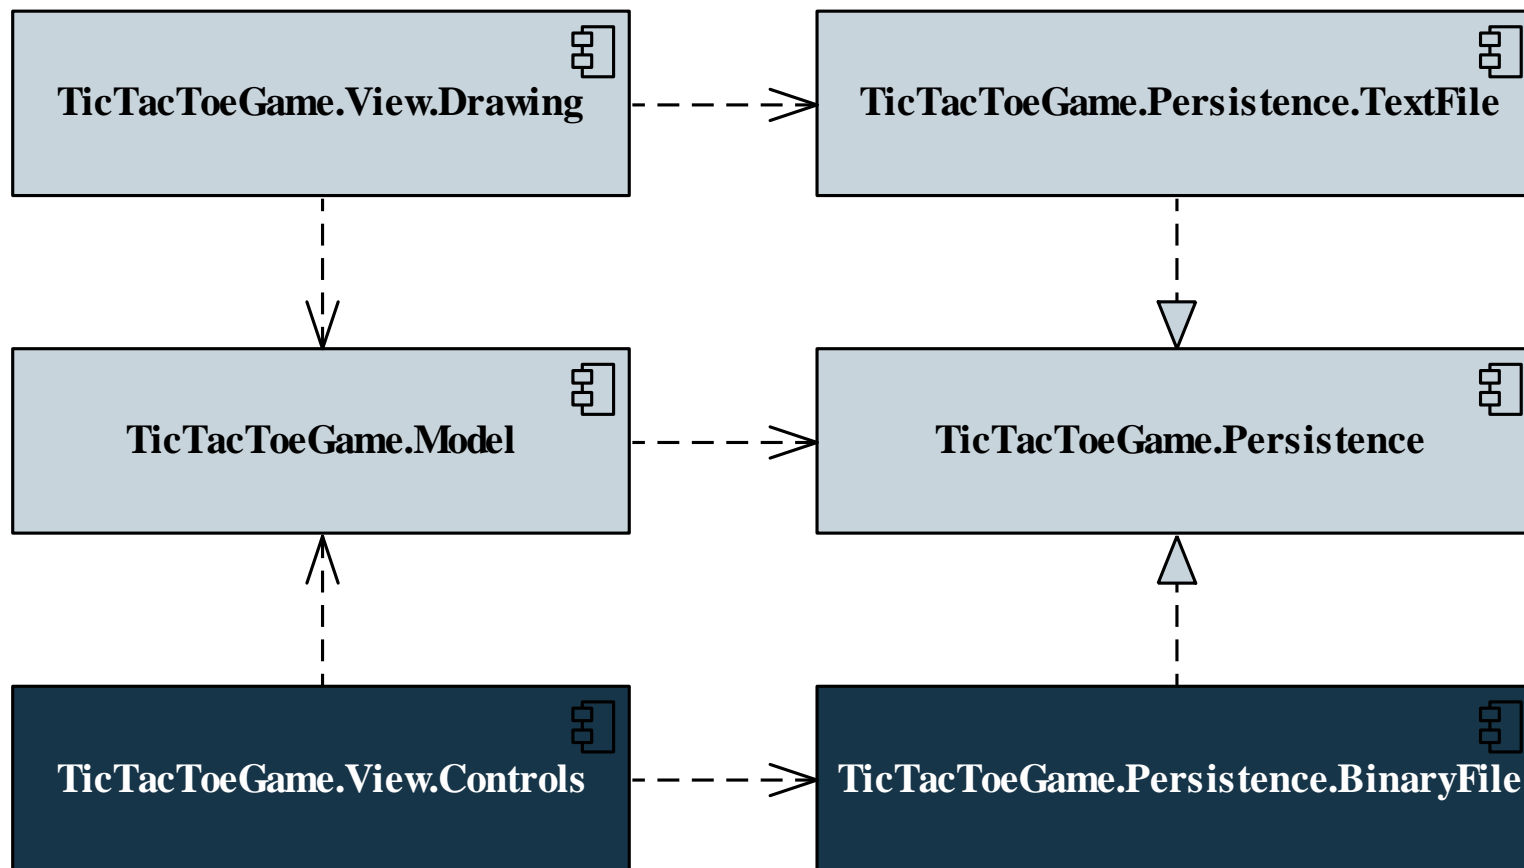 TicTacToeGame.View.Drawing
TicTacToeGame.Persistence.TextFile
TicTacToeGame.Model
TicTacToeGame.Persistence
TicTacToeGame.View.Controls
TicTacToeGame.Persistence.BinaryFile